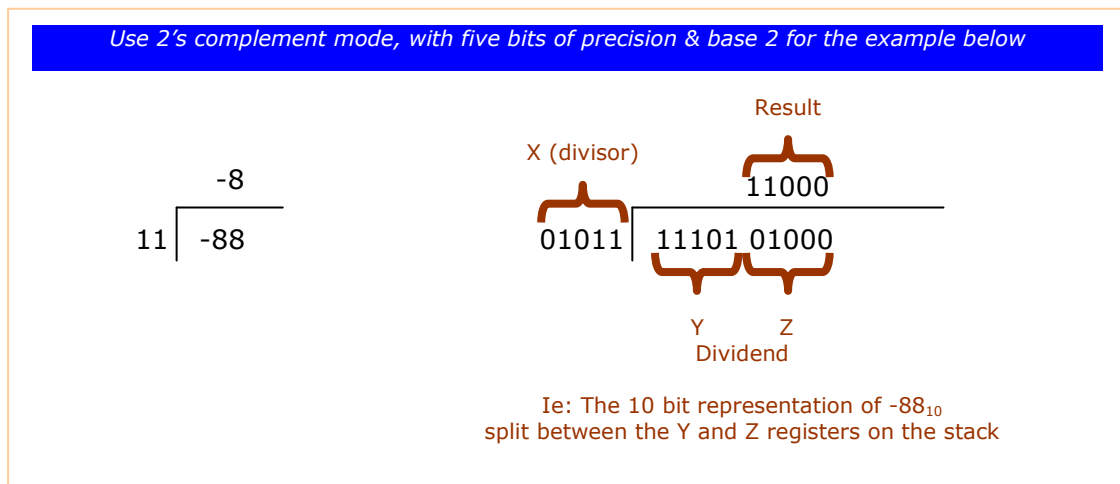 Use 2's complement mode, with five bits of precision & base 2 for the example below
Result
X (divisor)
-8
11000
11 -88
01011 11101 01000
Y Z
Dividend
Ie: The 10 bit representation of -88₁₀
split between the Y and Z registers on the stack